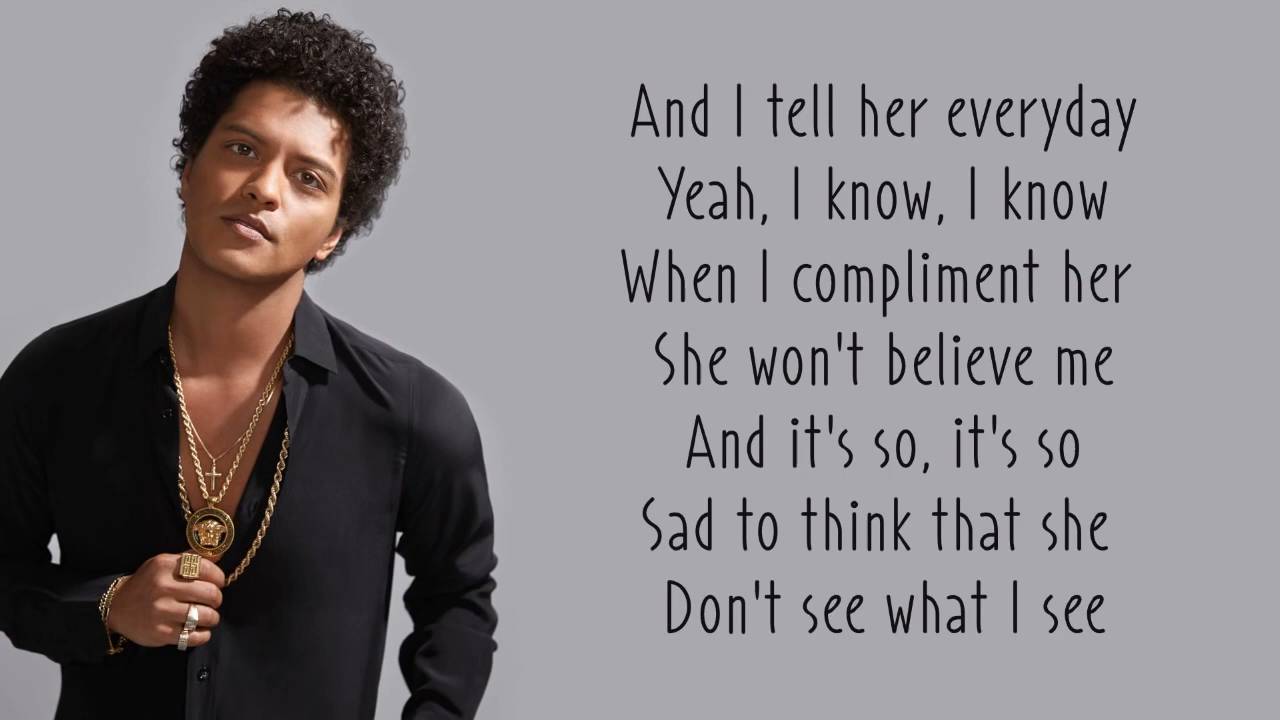 And I tell her everyday
Yeah, I know, I know
When I compliment her
She won't believe me
And it's so, it's so
Sad to think that she
Don't see what I see